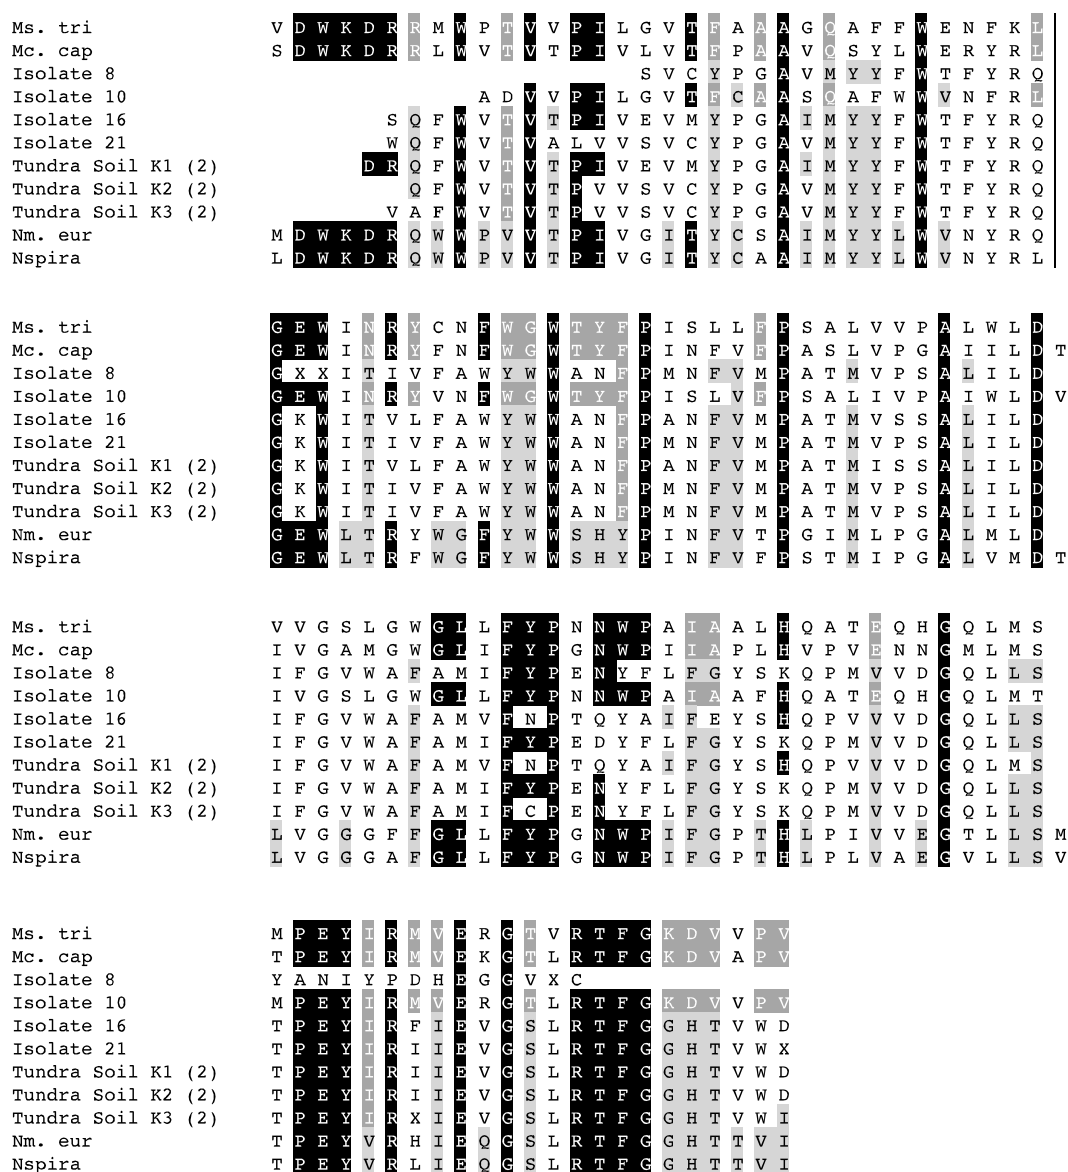 Ms. tri V D W K D R R M W P T V V P I L G V T F A A A G Q A F F W E N F K L
Mc. cap S D W K D R R L W V T V T P I V L V T F P A A V Q S Y L W E R Y R L
Isolate 8 S V C Y P G A V M Y Y F W T F Y R Q
Isolate 10 A D V V P I L G V T F C A A S Q A F W W V N F R L
Isolate 16 S Q F W V T V T P I V E V M Y P G A I M Y Y F W T F Y R Q
Isolate 21 W Q F W V T V A L V V S V C Y P G A V M Y Y F W T F Y R Q
Tundra Soil K1 (2) D R Q F W V T V T P I V E V M Y P G A I M Y Y F W T F Y R Q
Tundra Soil K2 (2) Q F W V T V T P V V S V C Y P G A V M Y Y F W T F Y R Q
Tundra Soil K3 (2) V A F W V T V T P V V S V C Y P G A V M Y Y F W T F Y R Q
Nm. eur M D W K D R Q W W P V V T P I V G I T Y C S A I M Y Y L W V N Y R Q
Nspira L D W K D R Q W W P V V T P I V G I T Y C A A I M Y Y L W V N Y R L
Ms. tri G E W I N R Y C N F W G W T Y F P I S L L F P S A L V V P A L W L D
Mc. cap G E W I N R Y F N F W G W T Y F P I N F V F P A S L V P G A I I L D T
Isolate 8 G X X I T I V F A W Y W W A N F P M N F V M P A T M V P S A L I L D
Isolate 10 G E W I N R Y V N F W G W T Y F P I S L V F P S A L I V P A I W L D V
Isolate 16 G K W I T V L F A W Y W W A N F P A N F V M P A T M V S S A L I L D
Isolate 21 G K W I T I V F A W Y W W A N F P M N F V M P A T M V P S A L I L D
Tundra Soil K1 (2) G K W I T V L F A W Y W W A N F P A N F V M P A T M I S S A L I L D
Tundra Soil K2 (2) G K W I T I V F A W Y W W A N F P M N F V M P A T M V P S A L I L D
Tundra Soil K3 (2) G K W I T I V F A W Y W W A N F P M N F V M P A T M V P S A L I L D
Nm. eur G E W L T R Y W G F Y W W S H Y P I N F V T P G I M L P G A L M L D
Nspira G E W L T R F W G F Y W W S H Y P I N F V F P S T M I P G A L V M D T
Ms. tri V V G S L G W G L L F Y P N N W P A I A A L H Q A T E Q H G Q L M S
Mc. cap I V G A M G W G L I F Y P G N W P I I A P L H V P V E N N G M L M S
Isolate 8 I F G V W A F A M I F Y P E N Y F L F G Y S K Q P M V V D G Q L L S
Isolate 10 I V G S L G W G L L F Y P N N W P A I A A F H Q A T E Q H G Q L M T
Isolate 16 I F G V W A F A M V F N P T Q Y A I F E Y S H Q P V V V D G Q L L S
Isolate 21 I F G V W A F A M I F Y P E D Y F L F G Y S K Q P M V V D G Q L L S
Tundra Soil K1 (2) I F G V W A F A M V F N P T Q Y A I F G Y S H Q P V V V D G Q L M S
Tundra Soil K2 (2) I F G V W A F A M I F Y P E N Y F L F G Y S K Q P M V V D G Q L L S
Tundra Soil K3 (2) I F G V W A F A M I F C P E N Y F L F G Y S K Q P M V V D G Q L L S
Nm. eur L V G G G F F G L L F Y P G N W P I F G P T H L P I V V E G T L L S M
Nspira L V G G G A F G L L F Y P G N W P I F G P T H L P L V A E G V L L S V
Ms. tri M P E Y I R M V E R G T V R T F G K D V V P V
Mc. cap T P E Y I R M V E K G T L R T F G K D V A P V
Isolate 8 Y A N I Y P D H E G G V X C
Isolate 10 M P E Y I R M V E R G T L R T F G K D V V P V
Isolate 16 T P E Y I R F I E V G S L R T F G G H T V W D
Isolate 21 T P E Y I R I I E V G S L R T F G G H T V W X
Tundra Soil K1 (2) T P E Y I R I I E V G S L R T F G G H T V W D
Tundra Soil K2 (2) T P E Y I R I I E V G S L R T F G G H T V W D
Tundra Soil K3 (2) T P E Y I R X I E V G S L R T F G G H T V W I
Nm. eur T P E Y V R H I E Q G S L R T F G G H T T V I
Nspira T P E Y V R L I E Q G S L R T F G G H T T V I